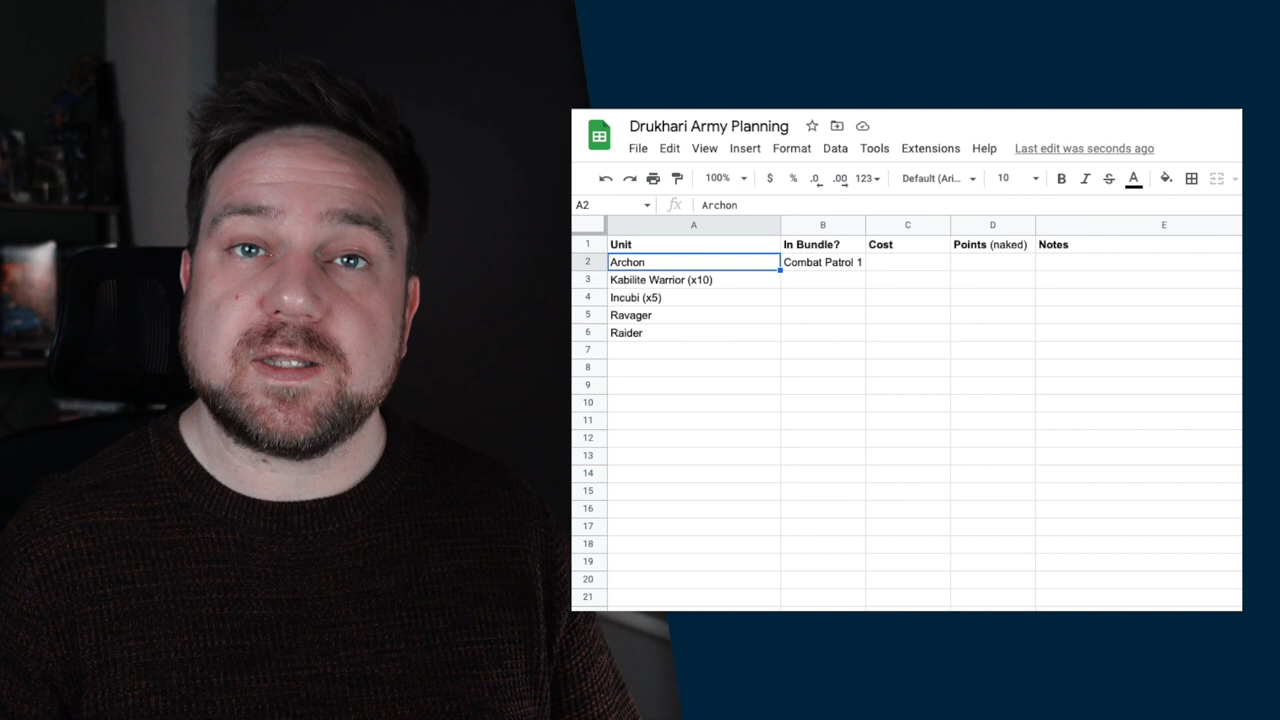 Drukhari Army Planning
File Edit View Insert Format Data Tools Extensions Help Last edit was seconds ago
100% $ % .0 .00 123 Default (Ari... 10 B I S A
A2 fx Archon
A B C D E
1 Unit In Bundle? Cost Points (naked) Notes
2 Archon Combat Patrol 1
3 Kabilite Warrior (x10)
4 Incubi (x5)
5 Ravager
6 Raider
7
8
9
10
11
12
13
14
15
16
17
18
19
20
21